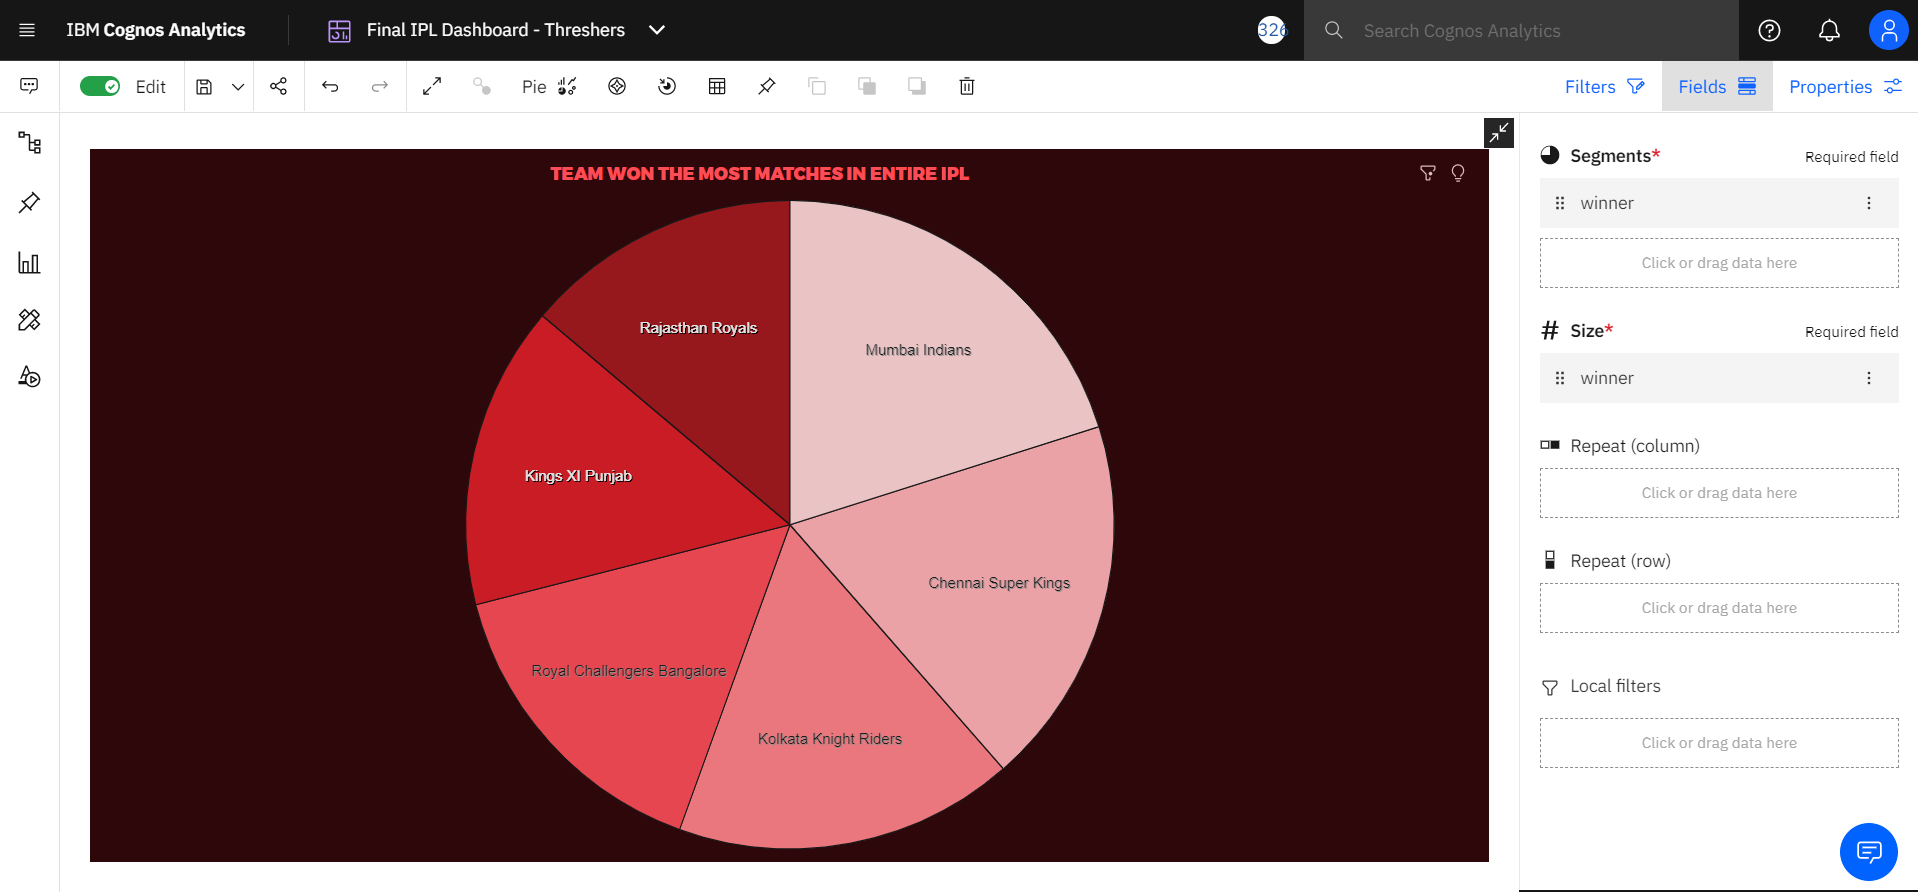 IBM Cognos Analytics
Final IPL Dashboard - Threshers
326
Search Cognos Analytics
Edit
Pie
Filters
Fields
Properties
TEAM WON THE MOST MATCHES IN ENTIRE IPL
Rajasthan Royals
Mumbai Indians
Kings XI Punjab
Chennai Super Kings
Royal Challengers Bangalore
Kolkata Knight Riders
Segments*
Required field
winner
Click or drag data here
# Size*
Required field
winner
Repeat (column)
Click or drag data here
Repeat (row)
Click or drag data here
Local filters
Click or drag data here